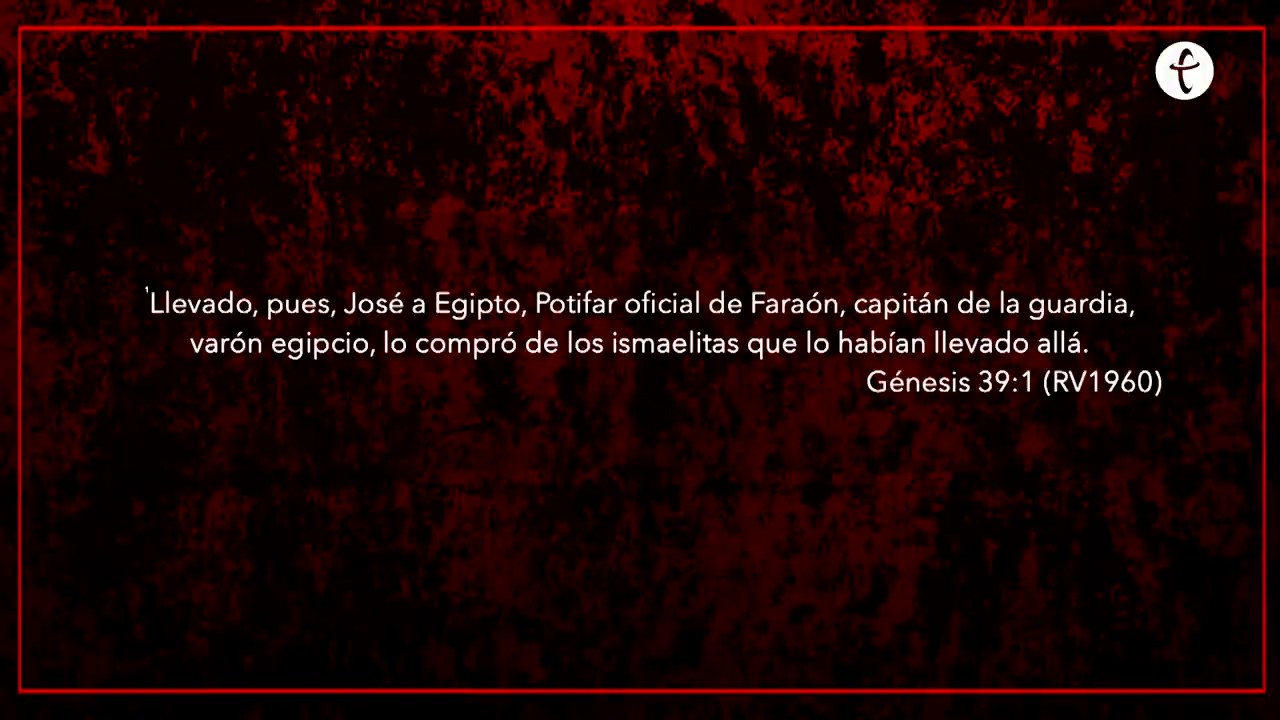 ¹Llevado, pues, José a Egipto, Potifar oficial de Faraón, capitán de la guardia,
varón egipcio, lo compró de los ismaelitas que lo habían llevado allá.
Génesis 39:1 (RV1960)